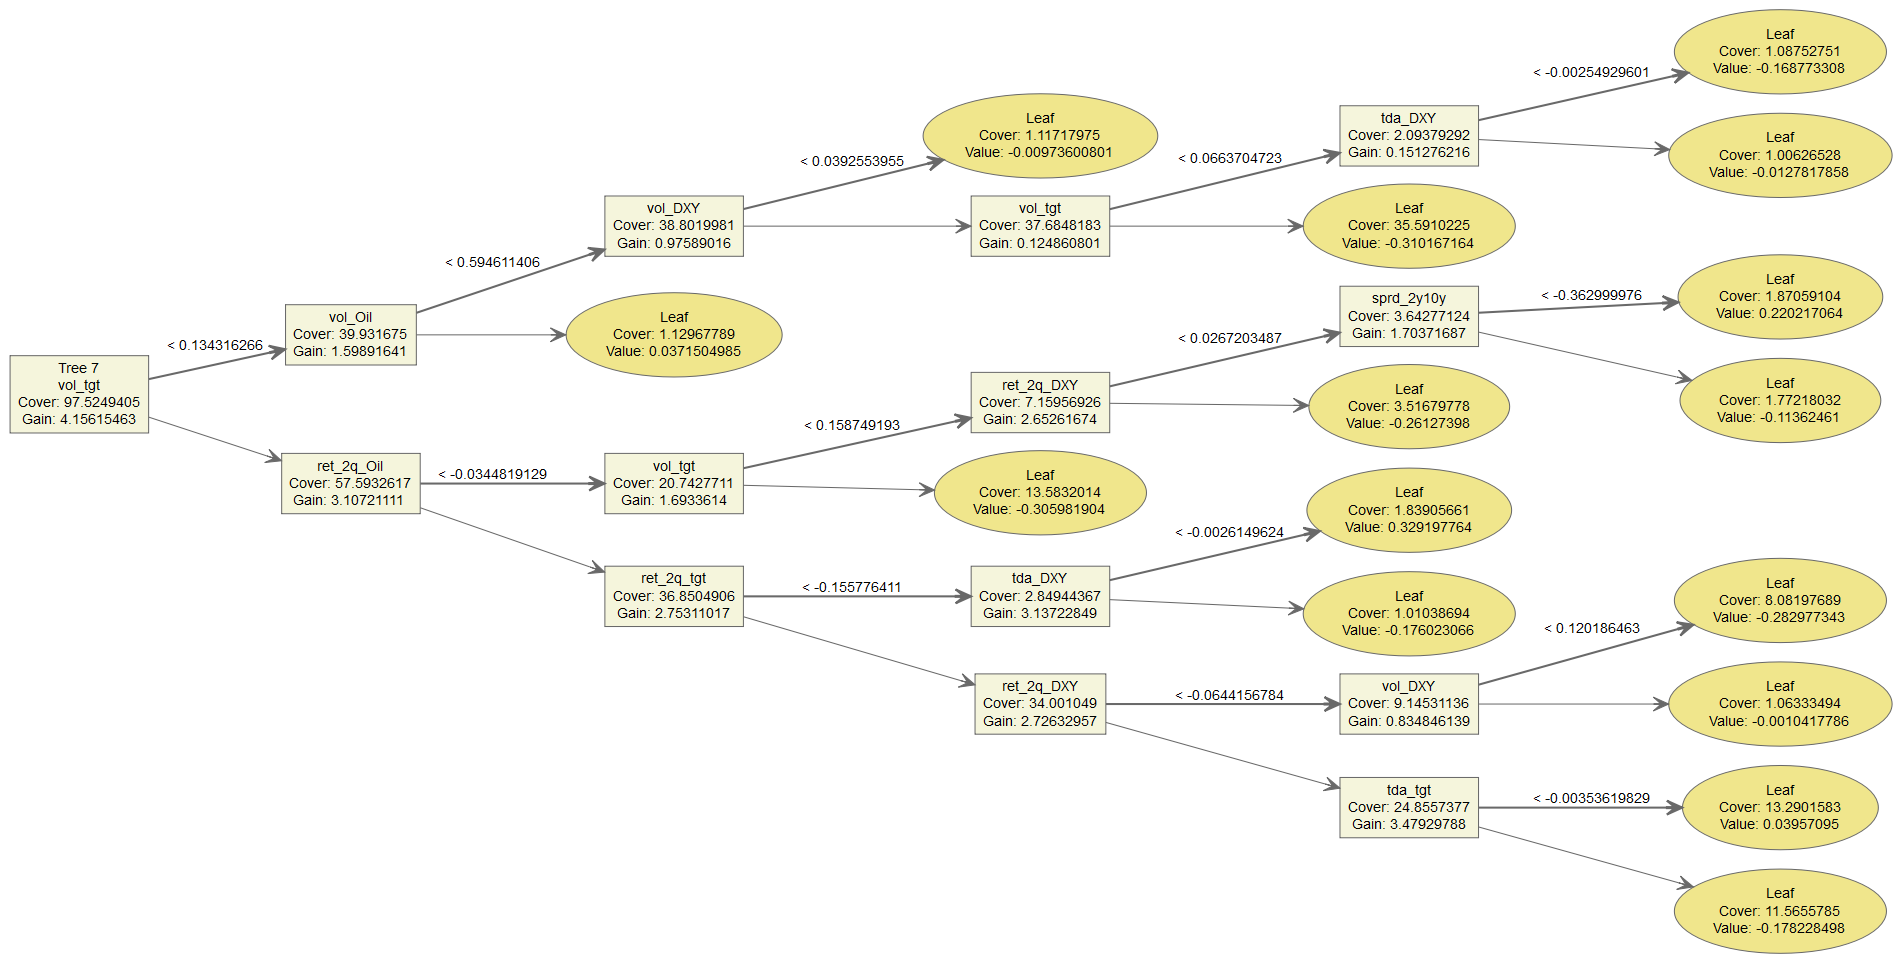 Tree 7
vol_tgt
Cover: 97.5249405
Gain: 4.15615463
< 0.134316266
vol_Oil
Cover: 39.931675
Gain: 1.59891641
ret_2q_Oil
Cover: 57.5932617
Gain: 3.10721111
< 0.594611406
< -0.0344819129
vol_DXY
Cover: 38.8019981
Gain: 0.97589016
Leaf
Cover: 1.12967789
Value: 0.0371504985
vol_tgt
Cover: 20.7427711
Gain: 1.6933614
ret_2q_tgt
Cover: 36.8504906
Gain: 2.75311017
< 0.0392553955
< 0.158749193
< -0.155776411
Leaf
Cover: 1.11717975
Value: -0.00973600801
vol_tgt
Cover: 37.6848183
Gain: 0.124860801
ret_2q_DXY
Cover: 7.15956926
Gain: 2.65261674
Leaf
Cover: 13.5832014
Value: -0.305981904
tda_DXY
Cover: 2.84944367
Gain: 3.13722849
ret_2q_DXY
Cover: 34.001049
Gain: 2.72632957
< 0.0663704723
< 0.0267203487
< -0.0026149624
< -0.0644156784
tda_DXY
Cover: 2.09379292
Gain: 0.151276216
Leaf
Cover: 35.5910225
Value: -0.310167164
sprd_2y10y
Cover: 3.64277124
Gain: 1.70371687
Leaf
Cover: 3.51679778
Value: -0.26127398
Leaf
Cover: 1.83905661
Value: 0.329197764
Leaf
Cover: 1.01038694
Value: -0.176023066
vol_DXY
Cover: 9.14531136
Gain: 0.834846139
tda_tgt
Cover: 24.8557377
Gain: 3.47929788
< -0.00254929601
< -0.362999976
< 0.120186463
< -0.00353619829
Leaf
Cover: 1.08752751
Value: -0.168773308
Leaf
Cover: 1.00626528
Value: -0.0127817858
Leaf
Cover: 1.87059104
Value: 0.220217064
Leaf
Cover: 1.77218032
Value: -0.11362461
Leaf
Cover: 8.08197689
Value: -0.282977343
Leaf
Cover: 1.06333494
Value: -0.0010417786
Leaf
Cover: 13.2901583
Value: 0.03957095
Leaf
Cover: 11.5655785
Value: -0.178228498